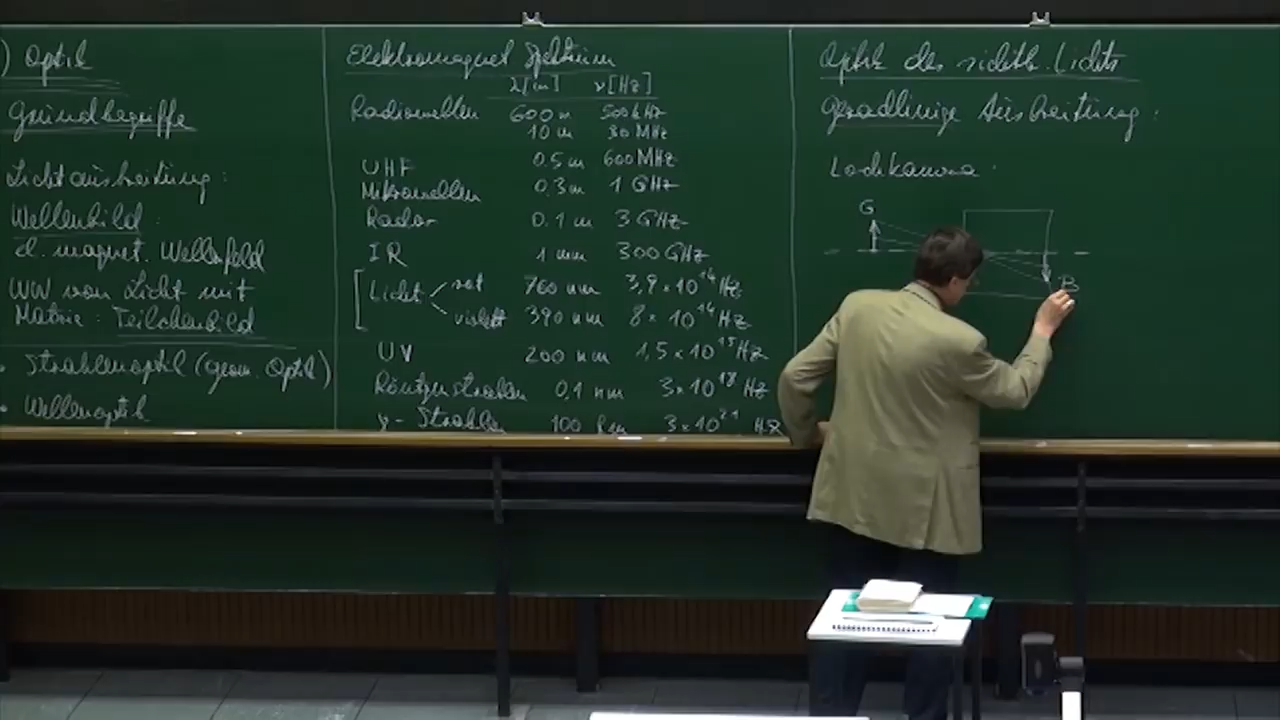 ) Optik
Grundbegriffe
Lichtausbreitung:
Wellenbild:
el. magnet. Wellenfeld
WW von Licht mit
Materie: Teilchenbild
• Strahlenoptik (geom. Optik)
• Wellenoptik
Elektromagnet Spektrum
λ[m] ν[Hz]
Radiowellen 600 m 500 kHz
10 m 30 MHz
UHF 0.5 m 600 MHz
Mikrowellen 0.3 m 1 GHz
Radar 0.1 m 3 GHz
IR 1 mm 300 GHz
Licht rot 760 nm 3,9 × 10^14 Hz
violett 390 nm 8 × 10^14 Hz
UV 200 nm 1,5 × 10^15 Hz
Röntgenstrahlen 0,1 nm 3 × 10^18 Hz
γ - Strahlen 100 fm 3 × 10^21 Hz
Optik des sichtb. Lichts
geradlinige Ausbreitung:
Lochkamera:
G
B